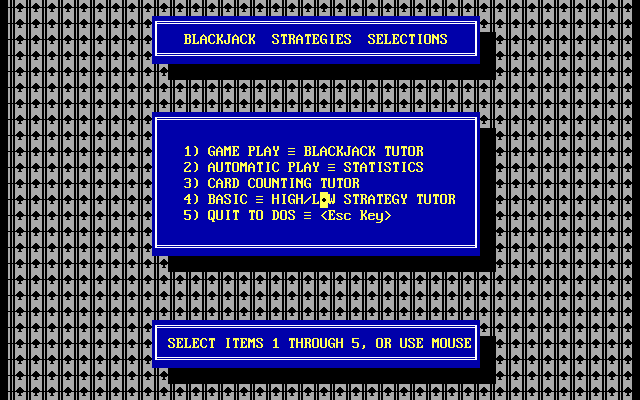 BLACKJACK STRATEGIES SELECTIONS
1) GAME PLAY ≡ BLACKJACK TUTOR
2) AUTOMATIC PLAY ≡ STATISTICS
3) CARD COUNTING TUTOR
4) BASIC ≡ HIGH/L♦W STRATEGY TUTOR
5) QUIT TO DOS ≡ <Esc Key>
SELECT ITEMS 1 THROUGH 5, OR USE MOUSE